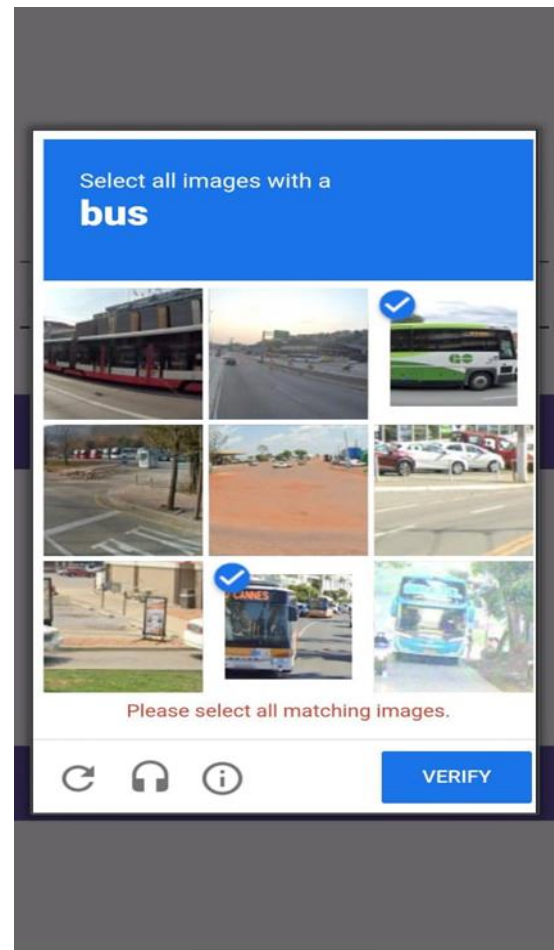 Select all images with a
bus
GO
CANNES
Please select all matching images.
VERIFY